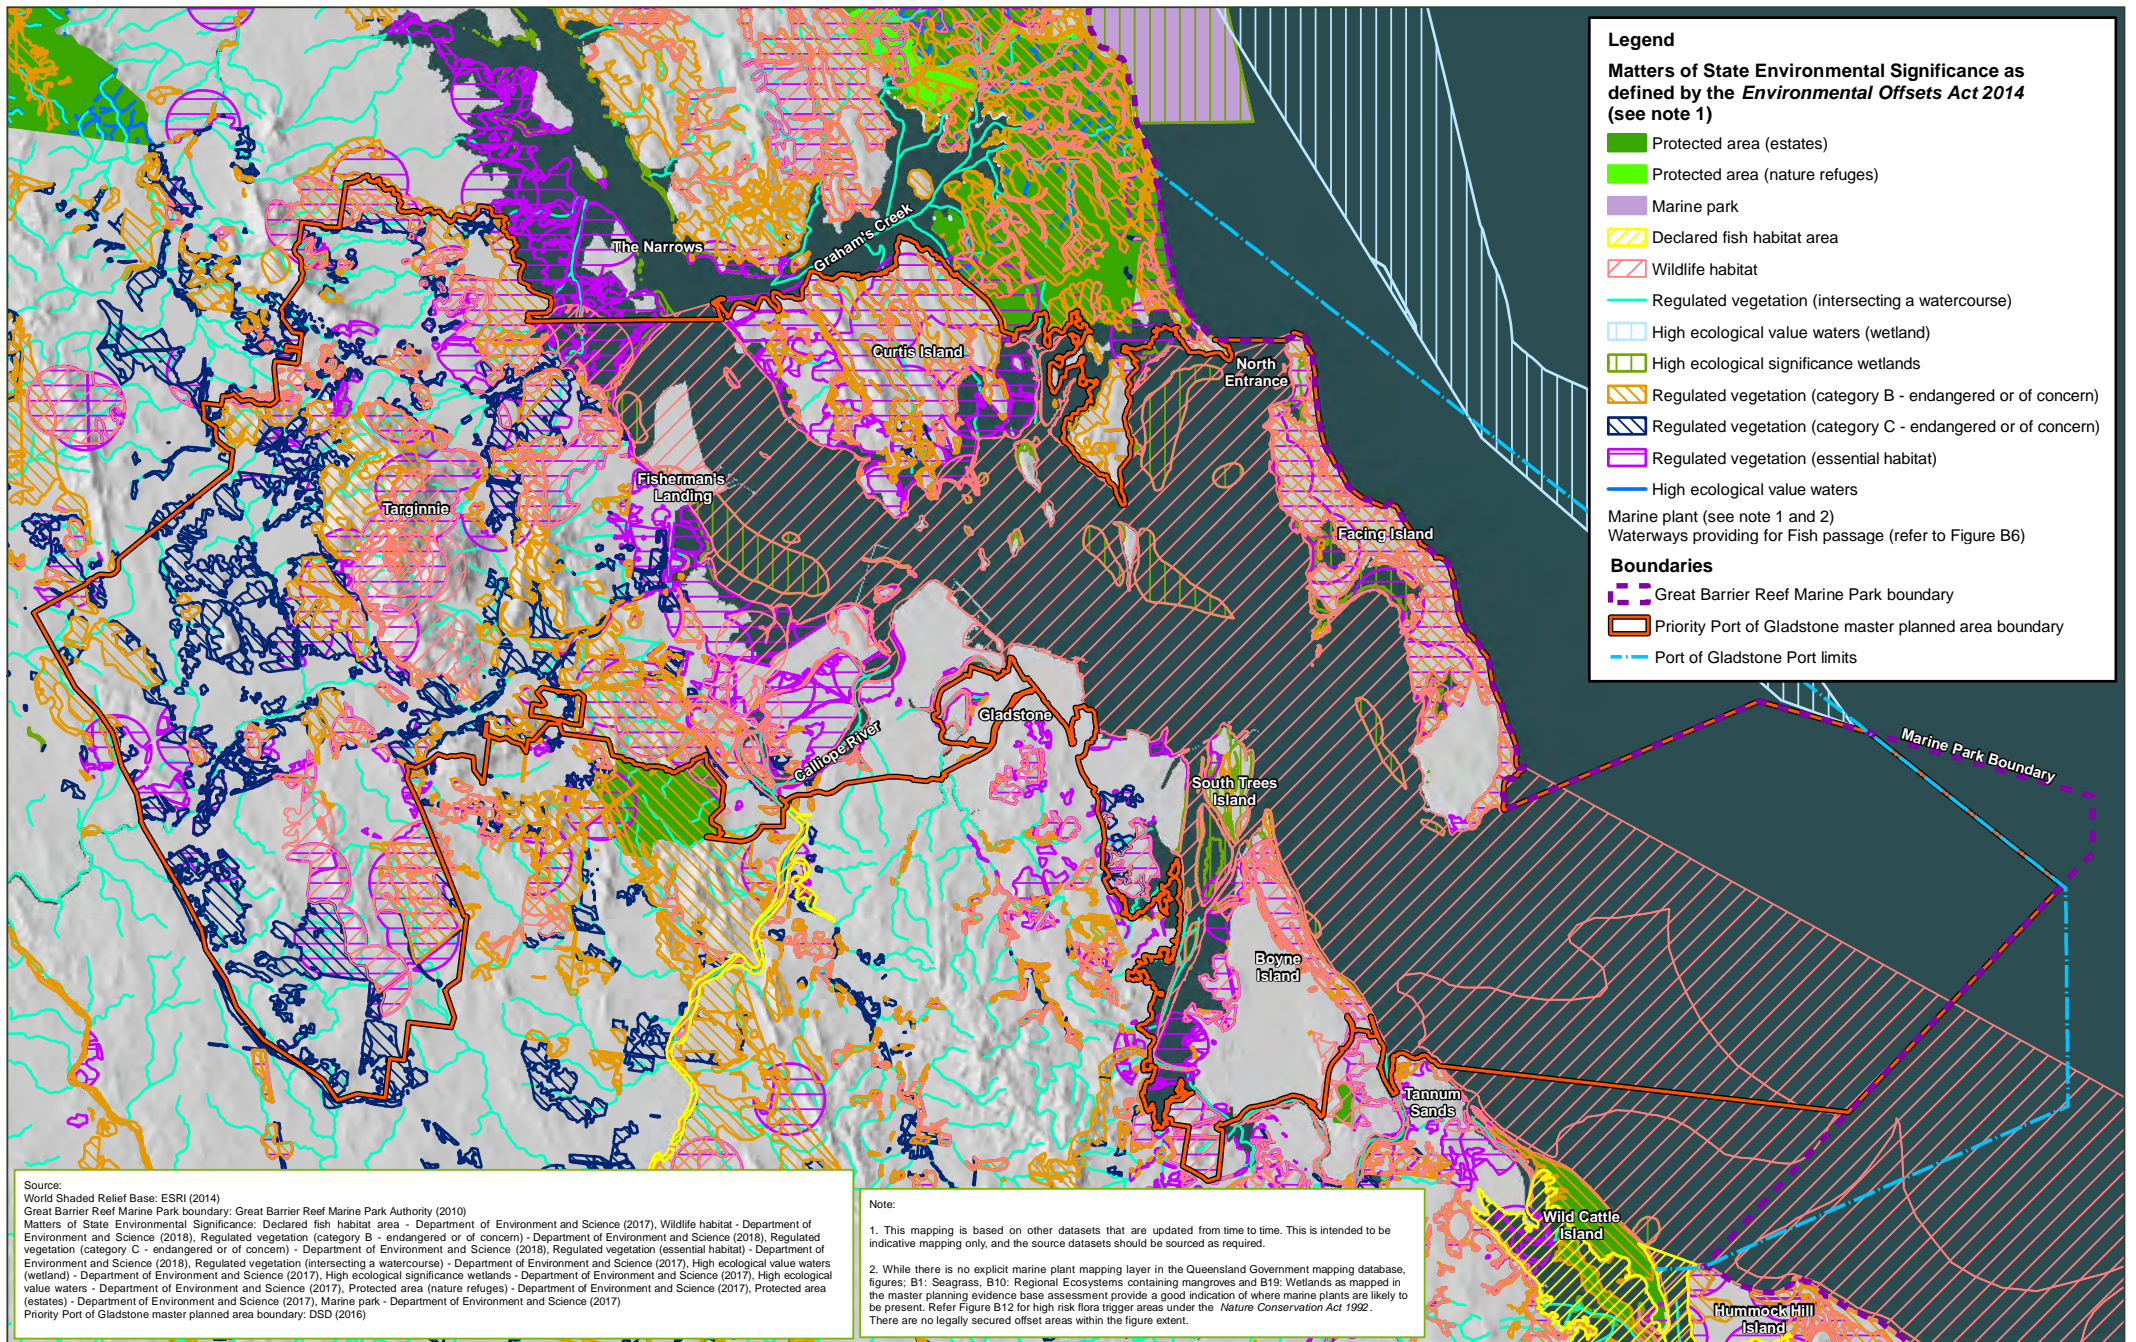 Legend
Matters of State Environmental Significance as
defined by the Environmental Offsets Act 2014
(see note 1)
Protected area (estates)
Protected area (nature refuges)
Marine park
Declared fish habitat area
Wildlife habitat
Regulated vegetation (intersecting a watercourse)
High ecological value waters (wetland)
High ecological significance wetlands
Regulated vegetation (category B - endangered or of concern)
Regulated vegetation (category C - endangered or of concern)
Regulated vegetation (essential habitat)
High ecological value waters
Marine plant (see note 1 and 2)
Waterways providing for Fish passage (refer to Figure B6)
Boundaries
Great Barrier Reef Marine Park boundary
Priority Port of Gladstone master planned area boundary
Port of Gladstone Port limits
The Narrows
Graham's Creek
Curtis Island
North
Entrance
Fisherman's
Landing
Targinnie
Facing Island
Gladstone
Calliope River
Marine Park Boundary
South Trees
Island
Boyne
Island
Tannum
Sands
Wild Cattle
Island
Hummock Hill
Island
Source:
World Shaded Relief Base: ESRI (2014)
Great Barrier Reef Marine Park boundary: Great Barrier Reef Marine Park Authority (2010)
Matters of State Environmental Significance: Declared fish habitat area - Department of Environment and Science (2017), Wildlife habitat - Department of
Environment and Science (2018), Regulated vegetation (category B - endangered or of concern) - Department of Environment and Science (2018), Regulated
vegetation (category C - endangered or of concern) - Department of Environment and Science (2018), Regulated vegetation (essential habitat) - Department of
Environment and Science (2018), Regulated vegetation (intersecting a watercourse) - Department of Environment and Science (2017), High ecological value waters
(wetland) - Department of Environment and Science (2017), High ecological significance wetlands - Department of Environment and Science (2017), High ecological
value waters - Department of Environment and Science (2017), Protected area (nature refuges) - Department of Environment and Science (2017), Protected area
(estates) - Department of Environment and Science (2017), Marine park - Department of Environment and Science (2017)
Priority Port of Gladstone master planned area boundary: DSD (2016)
Note:
1. This mapping is based on other datasets that are updated from time to time. This is intended to be
indicative mapping only, and the source datasets should be sourced as required.
2. While there is no explicit marine plant mapping layer in the Queensland Government mapping database,
figures; B1: Seagrass, B10: Regional Ecosystems containing mangroves and B19: Wetlands as mapped in
the master planning evidence base assessment provide a good indication of where marine plants are likely to
be present. Refer Figure B12 for high risk flora trigger areas under the Nature Conservation Act 1992.
There are no legally secured offset areas within the figure extent.